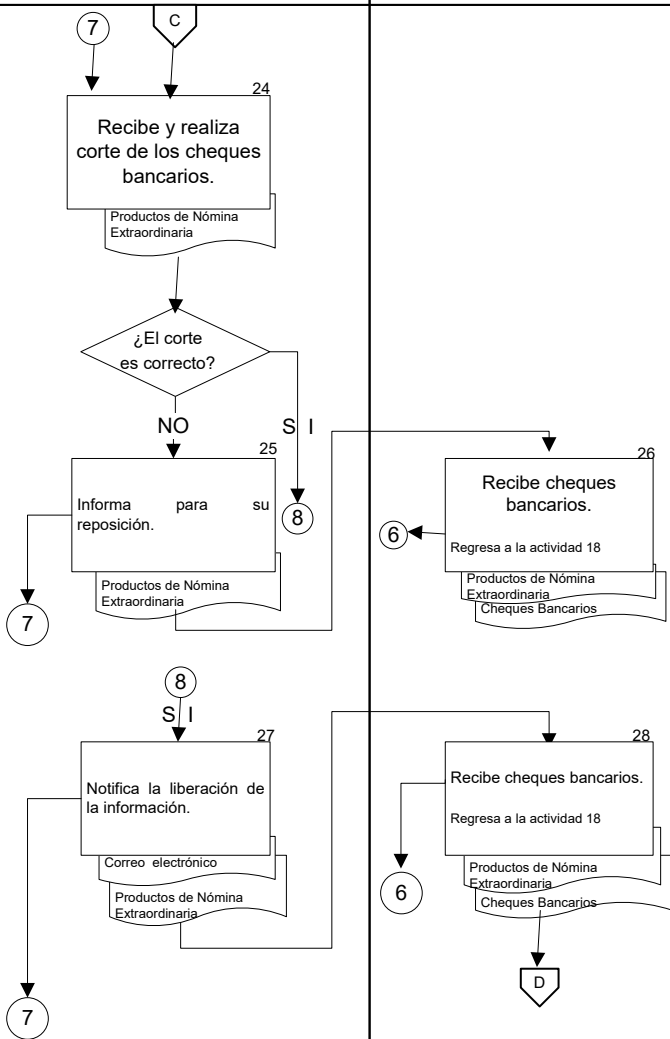 7
C
24
Recibe y realiza
corte de los cheques
bancarios.
Productos de Nómina
Extraordinaria
¿El corte
es correcto?
NO
S I
8
25
Informa para su
reposición.
Productos de Nómina
Extraordinaria
7
26
Recibe cheques
bancarios.
Regresa a la actividad 18
6
Productos de Nómina
Extraordinaria
Cheques Bancarios
8
S I
27
Notifica la liberación de
la información.
Correo electrónico
Productos de Nómina
Extraordinaria
7
28
Recibe cheques bancarios.
Regresa a la actividad 18
Productos de Nómina
Extraordinaria
Cheques Bancarios
6
D